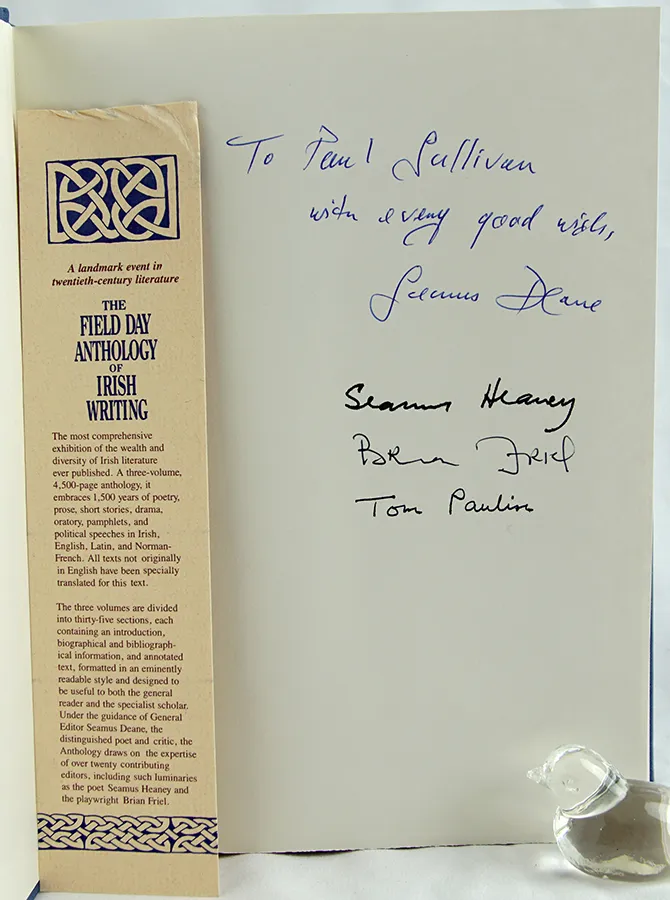 A landmark event in
twentieth-century literature
THE
FIELD DAY
ANTHOLOGY
OF
IRISH
WRITING
The most comprehensive
exhibition of the wealth and
diversity of Irish literature
ever published. A three-volume,
4,500-page anthology, it
embraces 1,500 years of poetry,
prose, short stories, drama,
oratory, pamphlets, and
political speeches in Irish,
English, Latin, and Norman-
French. All texts not originally
in English have been specially
translated for this text.
The three volumes are divided
into thirty-five sections, each
containing an introduction,
biographical and bibliograph-
ical information, and annotated
text, formatted in an eminently
readable style and designed to
be useful to both the general
reader and the specialist scholar.
Under the guidance of General
Editor Seamus Deane, the
distinguished poet and critic, the
Anthology draws on the expertise
of over twenty contributing
editors, including such luminaries
as the poet Seamus Heaney and
the playwright Brian Friel.
To Paul Sullivan
with every good wish,
Seamus Deane
Seamus Heaney
Brian Friel
Tom Paulin